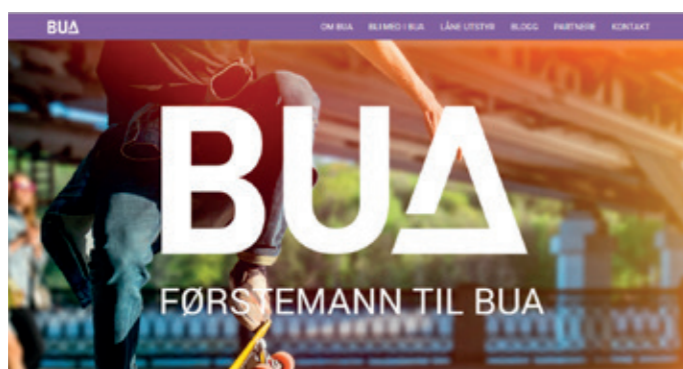 BUA
OM BUA BLI MED I BUA LÅNE UTSTYR BLOGG PARTNERE KONTAKT
BUA
FØRSTEMANN TIL BUA